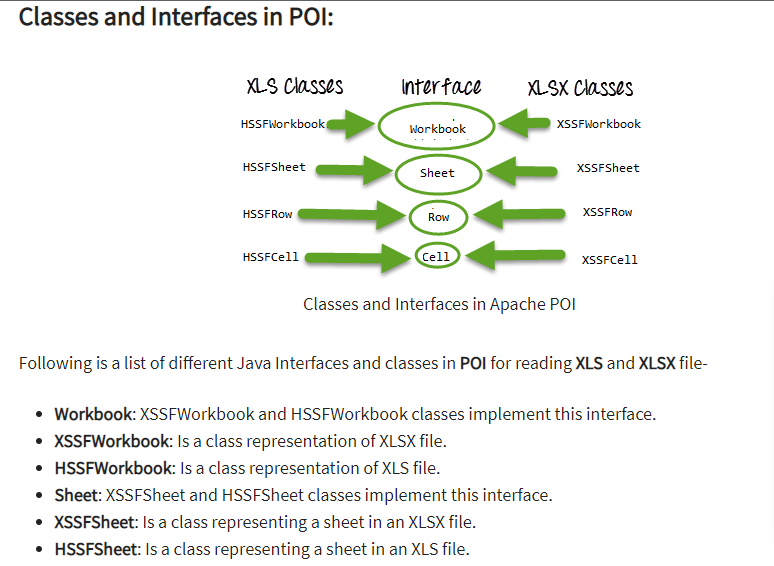 Classes and Interfaces in POI:
XLS Classes Interface XLSX Classes
HSSFWorkbook Workbook XSSFWorkbook
HSSFSheet Sheet XSSFSheet
HSSFRow Row XSSFRow
HSSFCell Cell XSSFCell
Classes and Interfaces in Apache POI
Following is a list of different Java Interfaces and classes in POI for reading XLS and XLSX file-
• Workbook: XSSFWorkbook and HSSFWorkbook classes implement this interface.
• XSSFWorkbook: Is a class representation of XLSX file.
• HSSFWorkbook: Is a class representation of XLS file.
• Sheet: XSSFSheet and HSSFSheet classes implement this interface.
• XSSFSheet: Is a class representing a sheet in an XLSX file.
• HSSFSheet: Is a class representing a sheet in an XLS file.